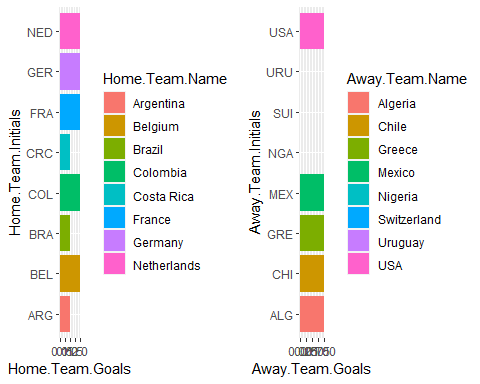 Home.Team.Initials
NED
GER
FRA
CRC
COL
BRA
BEL
ARG
Home.Team.Goals
Home.Team.Name
Argentina
Belgium
Brazil
Colombia
Costa Rica
France
Germany
Netherlands
Away.Team.Initials
USA
URU
SUI
NGA
MEX
GRE
CHI
ALG
Away.Team.Goals
Away.Team.Name
Algeria
Chile
Greece
Mexico
Nigeria
Switzerland
Uruguay
USA